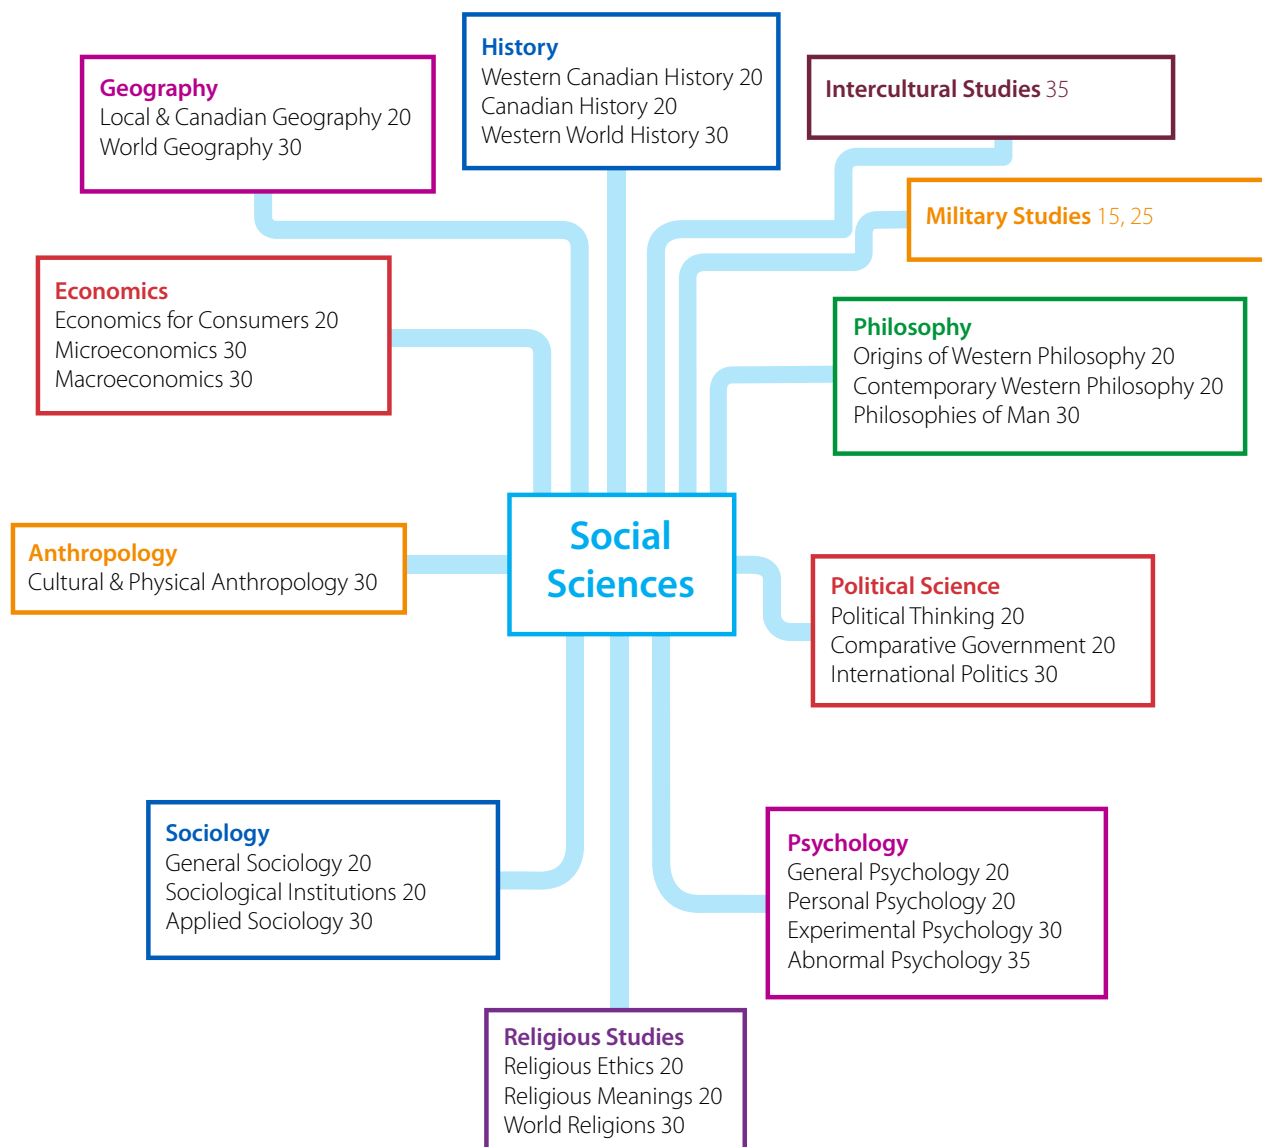 History
Western Canadian History 20
Canadian History 20
Western World History 30
Geography
Local & Canadian Geography 20
World Geography 30
Intercultural Studies 35
Military Studies 15, 25
Economics
Economics for Consumers 20
Microeconomics 30
Macroeconomics 30
Philosophy
Origins of Western Philosophy 20
Contemporary Western Philosophy 20
Philosophies of Man 30
Social
Sciences
Anthropology
Cultural & Physical Anthropology 30
Political Science
Political Thinking 20
Comparative Government 20
International Politics 30
Sociology
General Sociology 20
Sociological Institutions 20
Applied Sociology 30
Psychology
General Psychology 20
Personal Psychology 20
Experimental Psychology 30
Abnormal Psychology 35
Religious Studies
Religious Ethics 20
Religious Meanings 20
World Religions 30